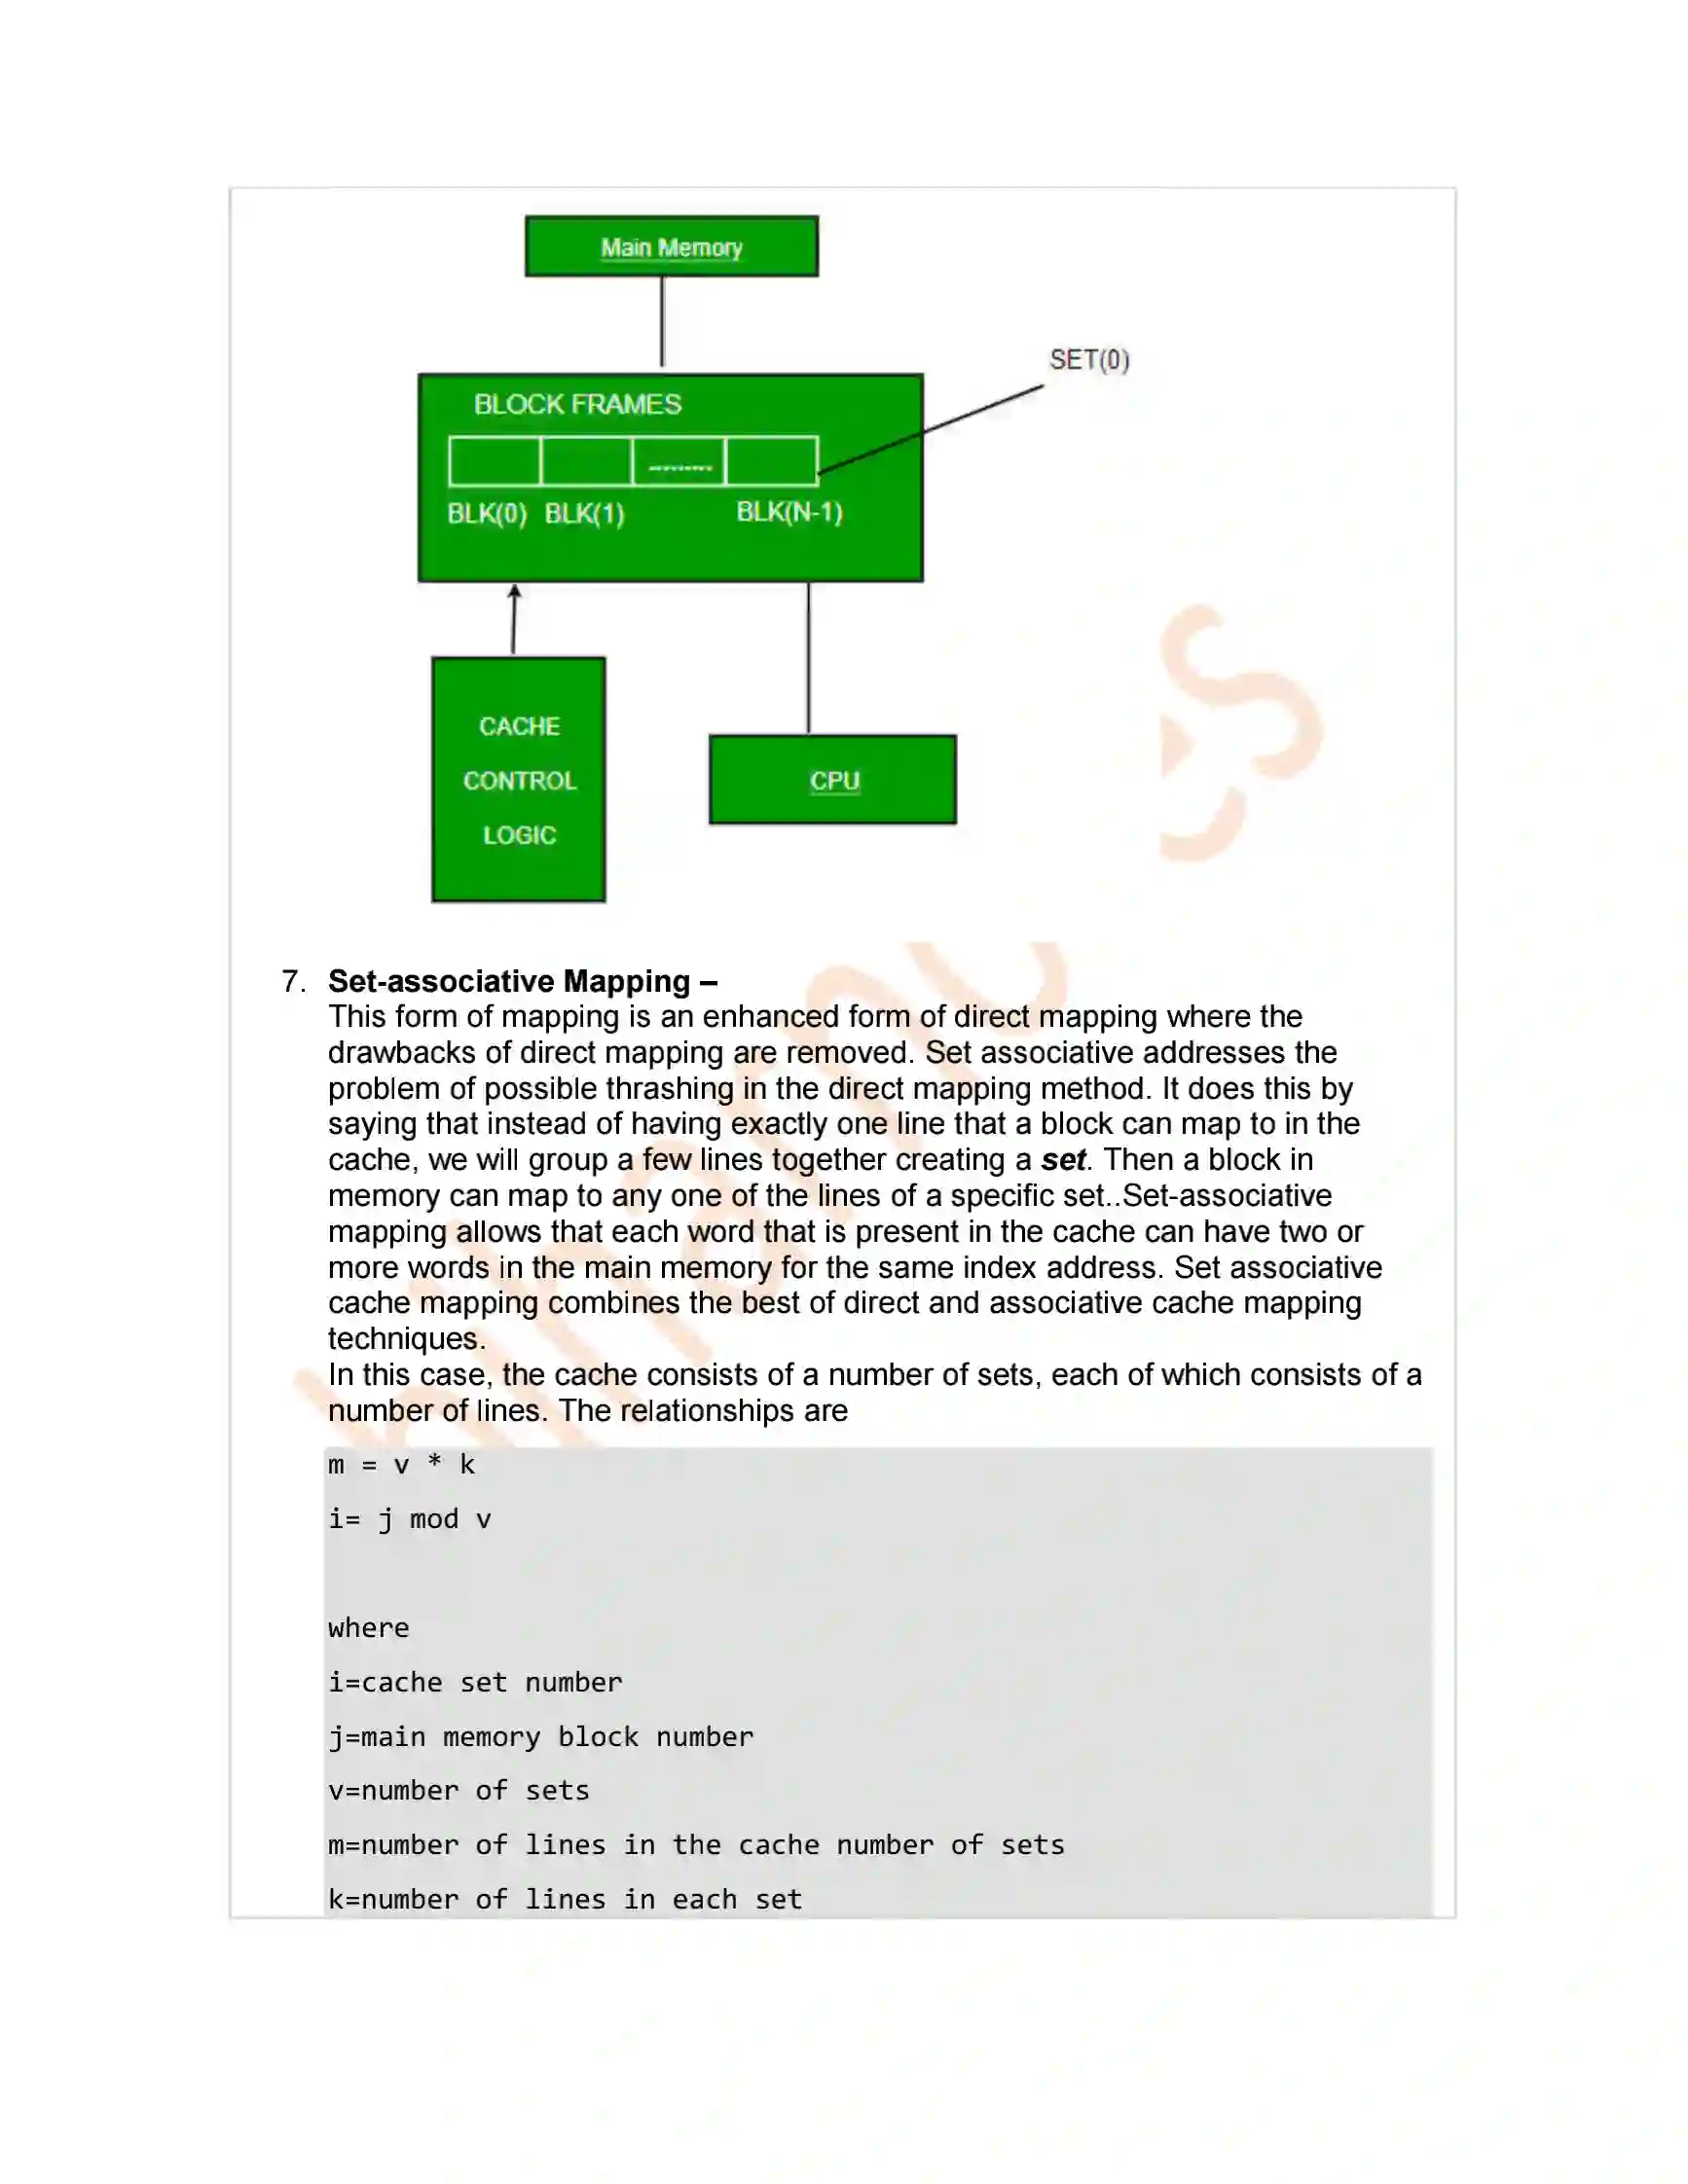 Main Memory
SET(0)
BLOCK FRAMES
........
BLK(0) BLK(1) BLK(N-1)
CACHE
CONTROL
LOGIC
CPU
7. Set-associative Mapping –
This form of mapping is an enhanced form of direct mapping where the
drawbacks of direct mapping are removed. Set associative addresses the
problem of possible thrashing in the direct mapping method. It does this by
saying that instead of having exactly one line that a block can map to in the
cache, we will group a few lines together creating a set. Then a block in
memory can map to any one of the lines of a specific set..Set-associative
mapping allows that each word that is present in the cache can have two or
more words in the main memory for the same index address. Set associative
cache mapping combines the best of direct and associative cache mapping
techniques.
In this case, the cache consists of a number of sets, each of which consists of a
number of lines. The relationships are
m = v * k
i= j mod v
where
i=cache set number
j=main memory block number
v=number of sets
m=number of lines in the cache number of sets
k=number of lines in each set